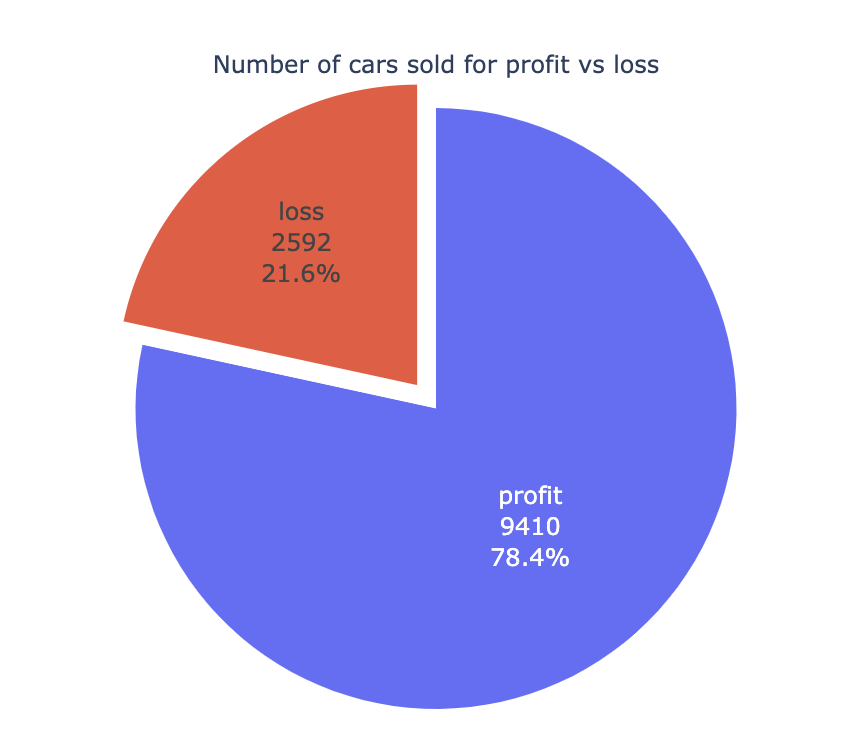 Number of cars sold for profit vs loss
loss
2592
21.6%
profit
9410
78.4%